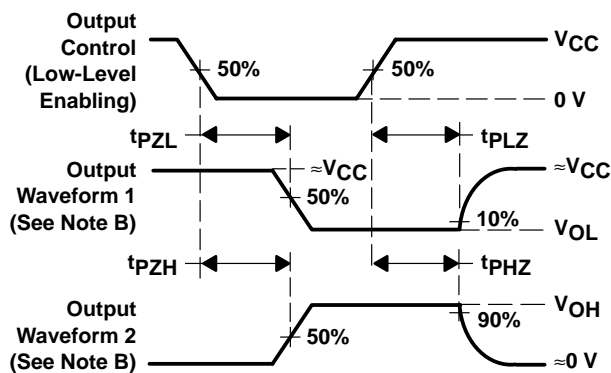 Output
Control
(Low-Level
Enabling)
50%
50%
VCC
0 V
tPZL
tPLZ
Output
Waveform 1
(See Note B)
≈VCC
50%
≈VCC
10%
VOL
tPZH
tPHZ
Output
Waveform 2
(See Note B)
50%
VOH
90%
≈0 V